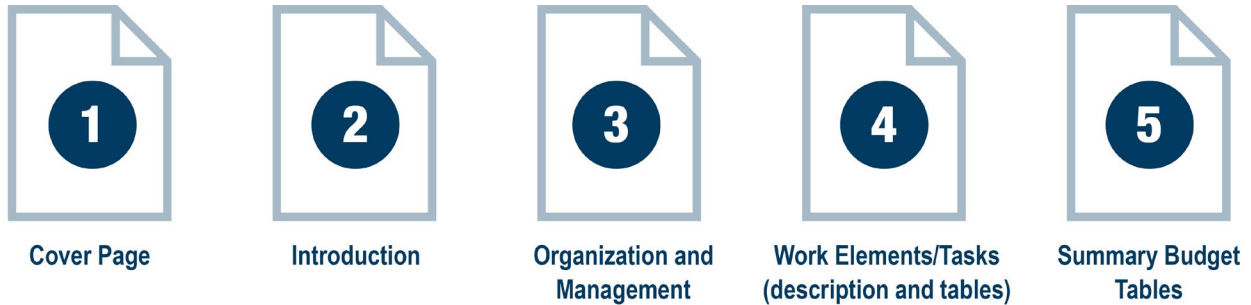 1
2
3
4
5
Cover Page
Introduction
Organization and
Management
Work Elements/Tasks
(description and tables)
Summary Budget
Tables